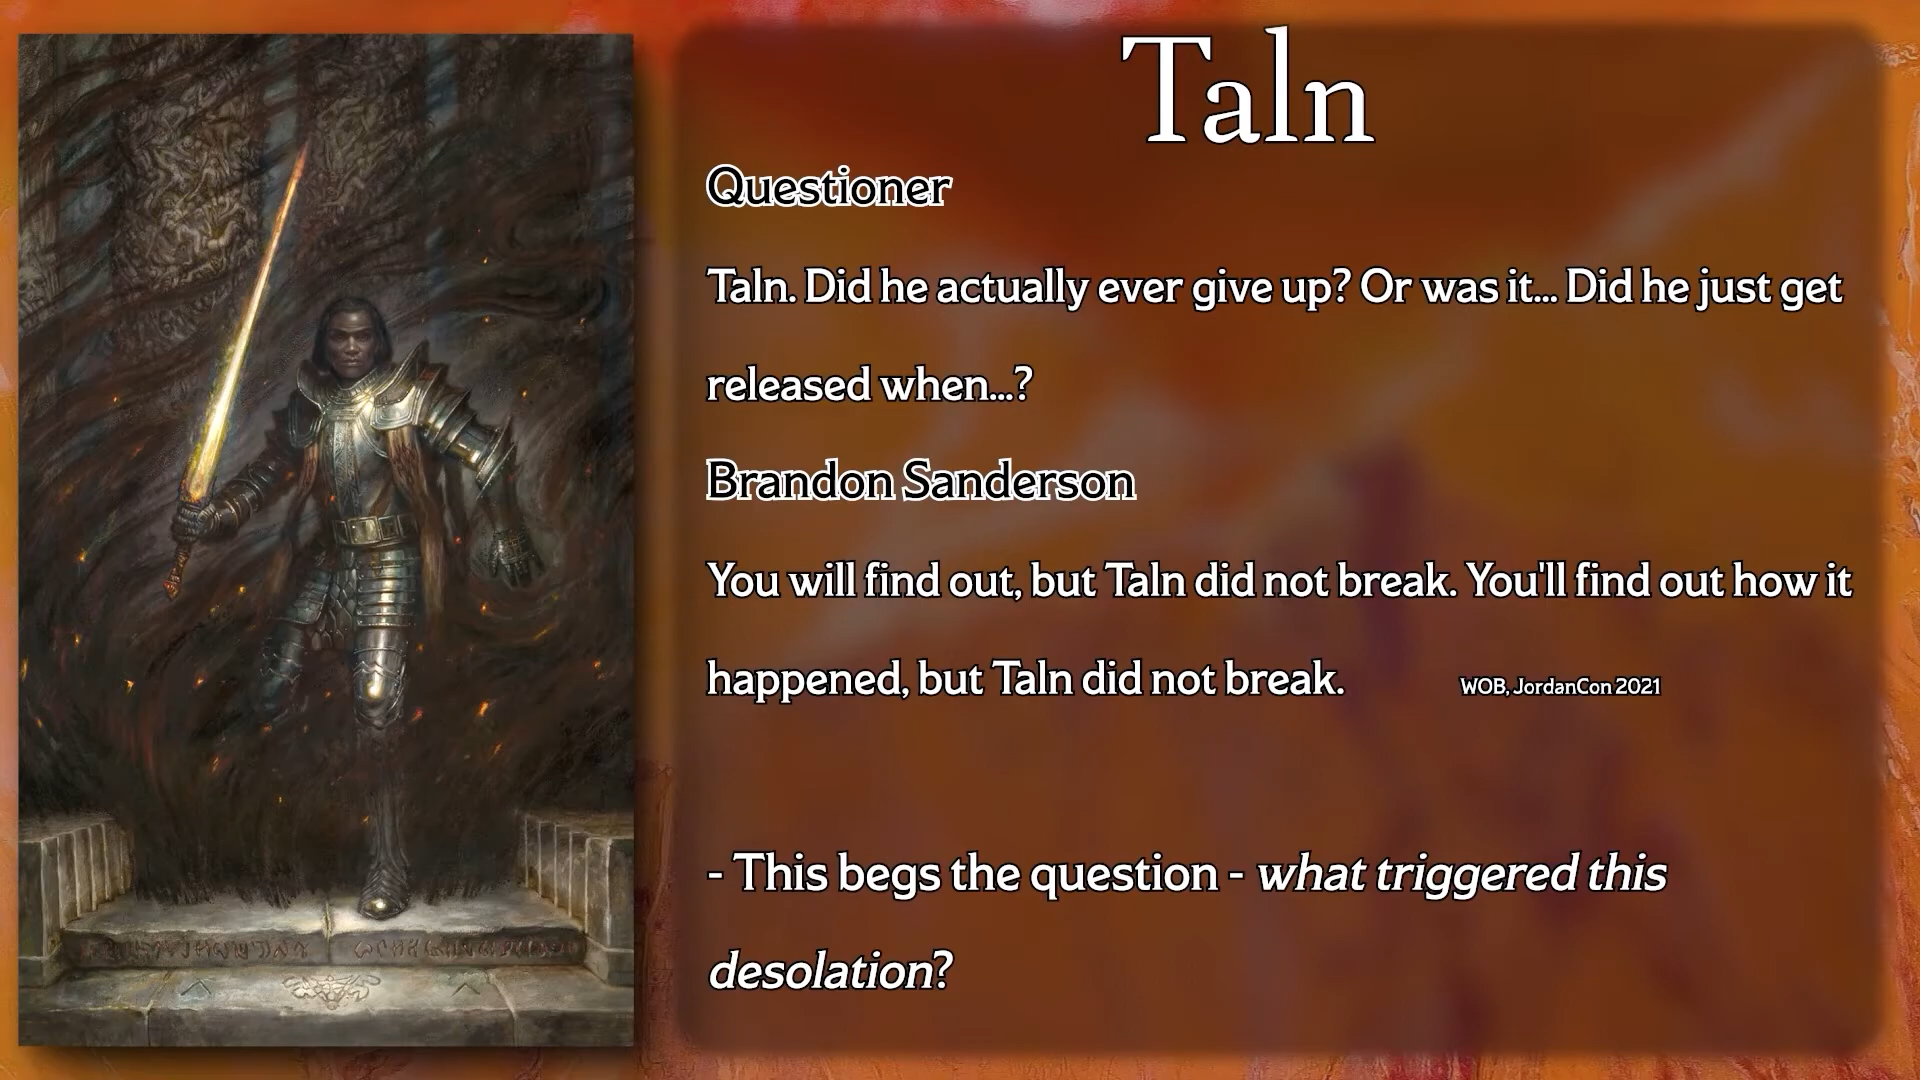 Taln
Questioner
Taln. Did he actually ever give up? Or was it... Did he just get
released when...?
Brandon Sanderson
You will find out, but Taln did not break. You'll find out how it
happened, but Taln did not break.
WOB, JordanCon 2021
- This begs the question - what triggered this
desolation?